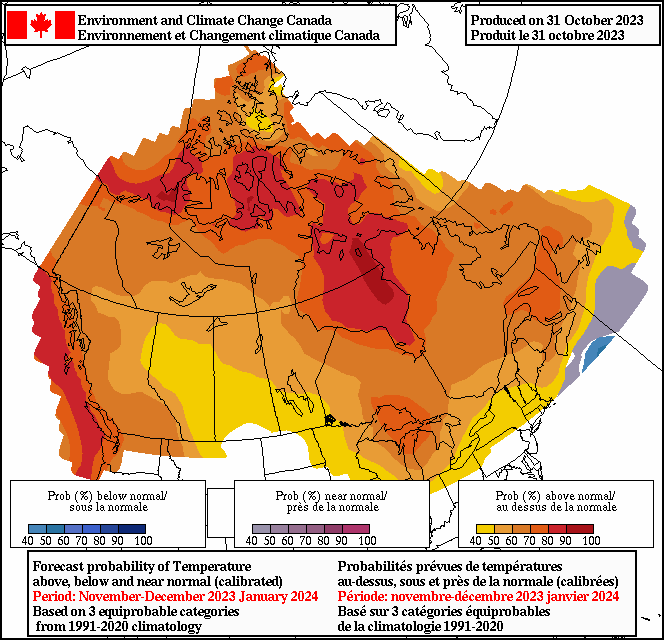 Environment and Climate Change Canada
Environnement et Changement climatique Canada
Produced on 31 October 2023
Produit le 31 octobre 2023
Prob (%) below normal/
sous la normale
40 50 60 70 80 90 100
Prob (%) near normal/
près de la normale
40 50 60 70 80 90 100
Prob (%) above normal/
au dessus de normale
40 50 60 70 80 90 100
Forecast probability of Temperature
above, below and near normal (calibrated)
Period: November-December 2023 January 2024
Based on 3 equiprobable categories
from 1991-2020 climatology
Probabilités prévues de températures
au-dessus, sous et près de la normale (calibrées)
Période: novembre-décembre 2023 janvier 2024
Basé sur 3 catégories équiprobables
de la climatologie 1991-2020